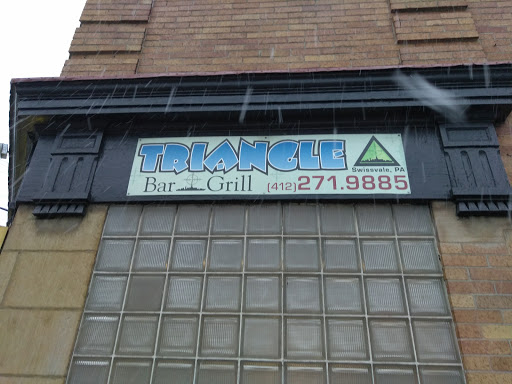 TRIANGLE
Swissvale, PA
Bar Grill (412) 271.9885